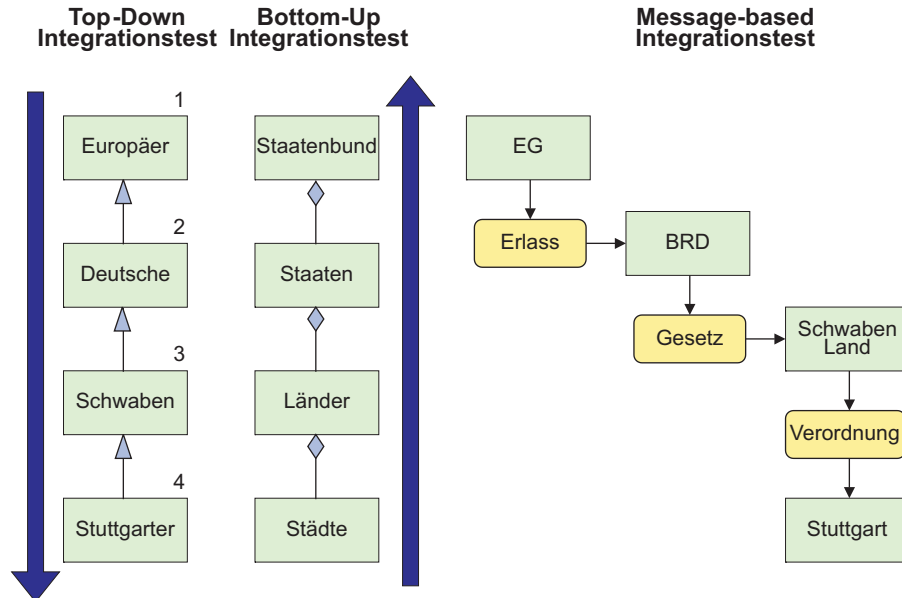 Top-Down
Integrationstest
1
Europäer
2
Deutsche
3
Schwaben
4
Stuttgarter
Bottom-Up
Integrationstest
Staatenbund
Staaten
Länder
Städte
Message-based
Integrationstest
EG
Erlass
BRD
Gesetz
Schwaben
Land
Verordnung
Stuttgart